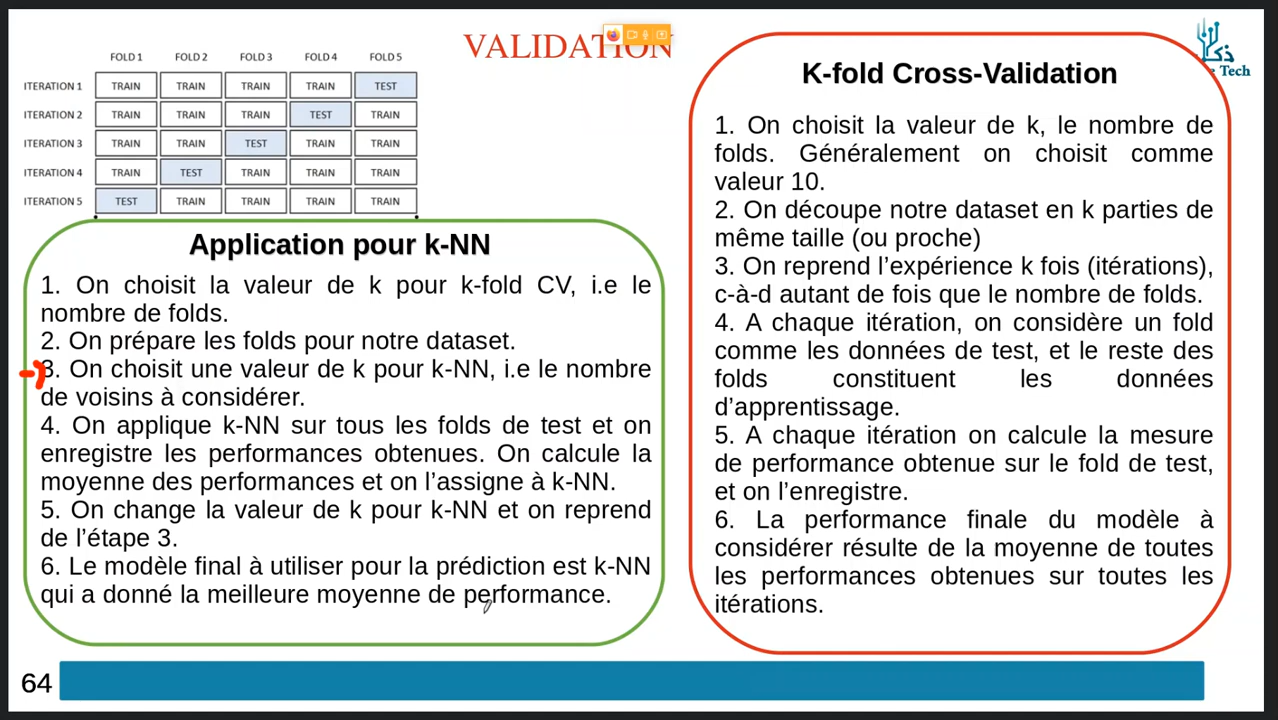 VALIDATION
FOLD 1 FOLD 2 FOLD 3 FOLD 4 FOLD 5
ITERATION 1 TRAIN TRAIN TRAIN TRAIN TEST
ITERATION 2 TRAIN TRAIN TRAIN TEST TRAIN
ITERATION 3 TRAIN TRAIN TEST TRAIN TRAIN
ITERATION 4 TRAIN TEST TRAIN TRAIN TRAIN
ITERATION 5 TEST TRAIN TRAIN TRAIN TRAIN
Application pour k-NN
1. On choisit la valeur de k pour k-fold CV, i.e le
nombre de folds.
2. On prépare les folds pour notre dataset.
3. On choisit une valeur de k pour k-NN, i.e le nombre
de voisins à considérer.
4. On applique k-NN sur tous les folds de test et on
enregistre les performances obtenues. On calcule la
moyenne des performances et on l’assigne à k-NN.
5. On change la valeur de k pour k-NN et on reprend
de l’étape 3.
6. Le modèle final à utiliser pour la prédiction est k-NN
qui a donné la meilleure moyenne de performance.
K-fold Cross-Validation
1. On choisit la valeur de k, le nombre de
folds. Généralement on choisit comme
valeur 10.
2. On découpe notre dataset en k parties de
même taille (ou proche)
3. On reprend l’expérience k fois (itérations),
c-à-d autant de fois que le nombre de folds.
4. A chaque itération, on considère un fold
comme les données de test, et le reste des
folds constituent les données
d’apprentissage.
5. A chaque itération on calcule la mesure
de performance obtenue sur le fold de test,
et on l’enregistre.
6. La performance finale du modèle à
considérer résulte de la moyenne de toutes
les performances obtenues sur toutes les
itérations.
Tech
64